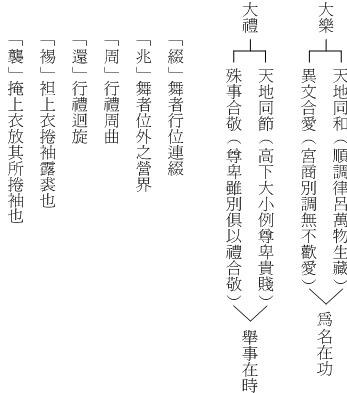 大樂
天地同和（順調律呂萬物生藏）
異文合愛（宮商別調無不歡愛）
爲名在功
大禮
天地同節（高下大小例尊卑貴賤）
殊事合敬（尊卑雖別俱以禮合敬）
舉事在時
「綴」舞者行位連綴
「兆」舞者位外之營界
「周」行禮周曲
「還」行禮迴旋
「裼」袒上衣捲袖露裘也
「襲」掩上衣放其所捲袖也